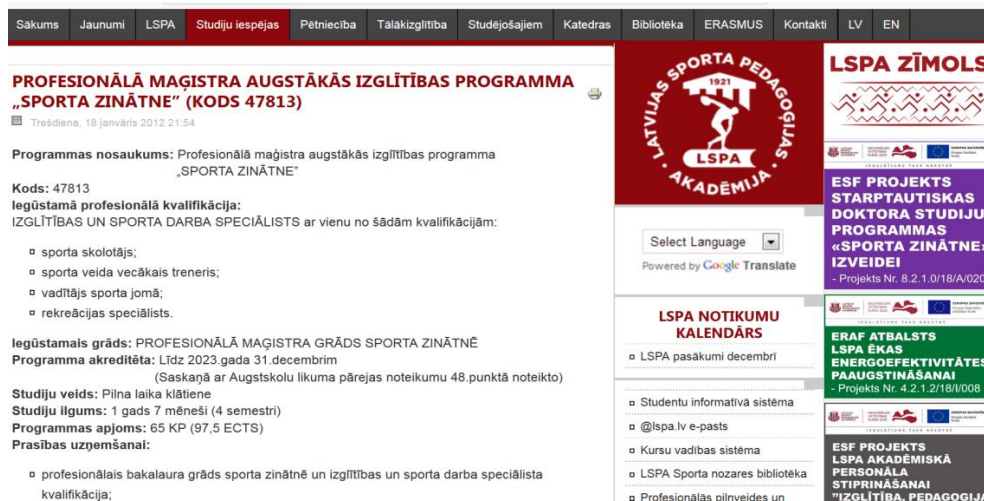 Sākums Jaunumi LSPA Studiju iespējas Pētniecība Tālākizglītība Studējošajiem Katedras Bibliotēka ERASMUS Kontakti LV EN
PROFESIONĀLĀ MAĢISTRA AUGSTĀKĀS IZGLĪTĪBAS PROGRAMMA
„SPORTA ZINĀTNE” (KODS 47813)
Trešdiena, 18 janvāris 2012 21:54
Programmas nosaukums: Profesionālā maģistra augstākās izglītības programma
„SPORTA ZINĀTNE”
Kods: 47813
Iegūstamā profesionālā kvalifikācija:
IZGLĪTĪBAS UN SPORTA DARBA SPECIĀLISTS ar vienu no šādām kvalifikācijām:
sporta skolotājs;
sporta veida vecākais treneris;
vadītājs sporta jomā;
rekreācijas speciālists.
Iegūstamais grāds: PROFESIONĀLĀ MAĢISTRA GRĀDS SPORTA ZINĀTNĒ
Programma akreditēta: Līdz 2023.gada 31.decembrim
(Saskaņā ar Augstskolu likuma pārejas noteikumu 48.punktā noteikto)
Studiju veids: Pilna laika klātiene
Studiju ilgums: 1 gads 7 mēneši (4 semestri)
Programmas apjoms: 65 KP (97,5 ECTS)
Prasības uzņemšanai:
profesionālais bakalaura grāds sporta zinātnē un izglītības un sporta darba speciālista
kvalifikācija;
LATVIJAS SPORTA PEDAGOĢIJAS AKADĒMIJA
1921
LSPA
Select Language
Powered by Google Translate
LSPA NOTIKUMU
KALENDĀRS
LSPA pasākumi decembrī
Studentu informatīvā sistēma
@lspa.lv e-pasts
Kursu vadības sistēma
LSPA Sporta nozares bibliotēka
Profesionālās pilnveides un
LSPA ZĪMOLS
ESF PROJEKTS
STARPTAUTISKAS
DOKTORA STUDIJU
PROGRAMMAS
«SPORTA ZINĀTNE»
IZVEIDEI
- Projekts Nr. 8.2.1.0/18/A/020
ERAF ATBALSTS
LSPA ĒKAS
ENERGOEFEKTIVITĀTES
PAAUGSTINĀŠANAI
- Projekts Nr. 4.2.1.2/18/I/008
ESF PROJEKTS
LSPA AKADĒMISKĀ
PERSONĀLA
STIPRINĀŠANAI
"IZGLĪTĪBA, PEDAGOĢIJA